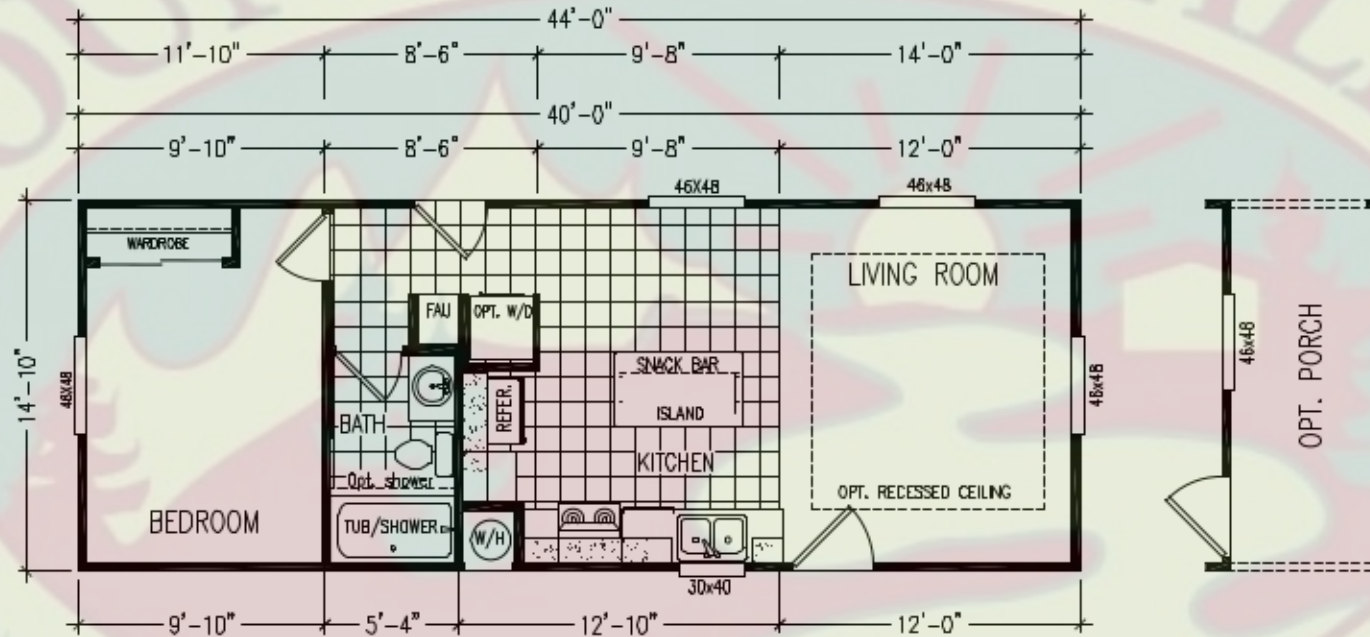 44'-0"
11'-10" 8'-6" 9'-8" 14'-0"
40'-0"
9'-10" 8'-6" 9'-8" 12'-0"
46X48 46x48
WARDROBE
LIVING ROOM
FAU OPT. W/D
14'-10"
46X48
SNACK BAR
ISLAND
REFER.
46x48
46x48
OPT. PORCH
BATH
KITCHEN
Opt. shower
OPT. RECESSED CEILING
BEDROOM
TUB/SHOWER
W/H
30x40
9'-10" 5'-4" 12'-10" 12'-0"